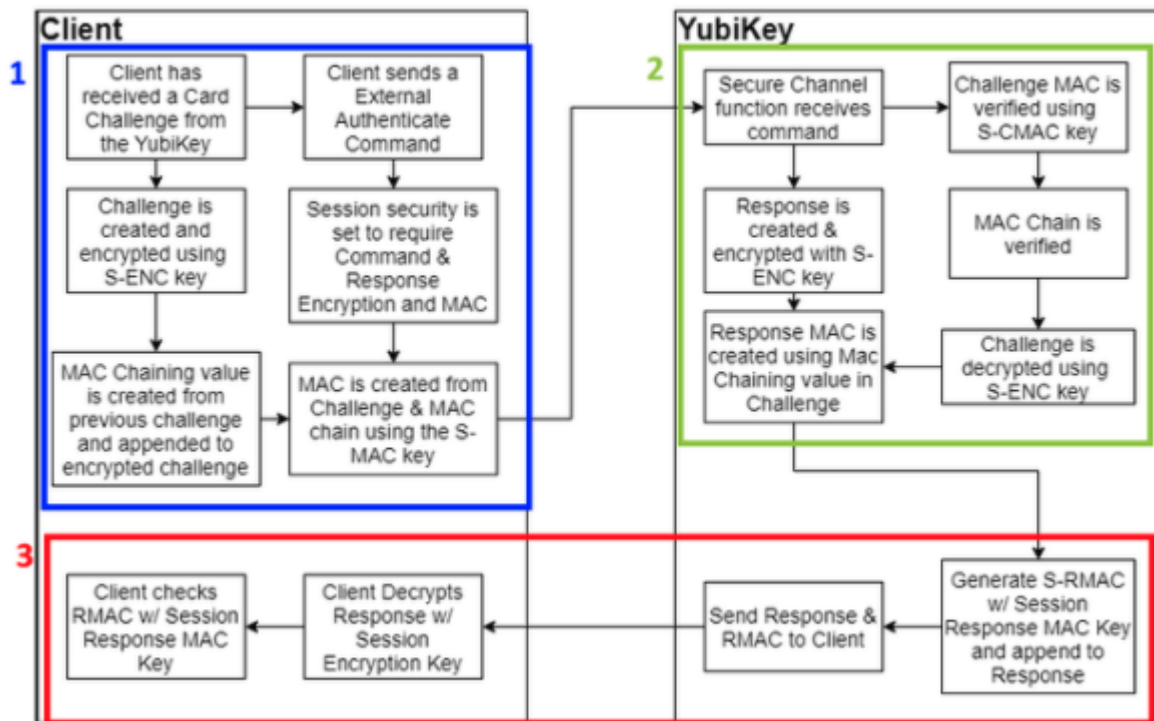 Client
YubiKey
1
Client has
received a Card
Challenge from
the YubiKey
Client sends a
External
Authenticate
Command
Challenge is
created and
encrypted using
S-ENC key
Session security is
set to require
Command &
Response
Encryption and MAC
MAC Chaining value
is created from
previous challenge
and appended to
encrypted challenge
MAC is created from
Challenge & MAC
chain using the S-
MAC key
2
Secure Channel
function receives
command
Challenge MAC is
verified using
S-CMAC key
Response is
created &
encrypted with S-
ENC key
MAC Chain is
verified
Response MAC is
created using Mac
Chaining value in
Challenge
Challenge is
decrypted using
S-ENC key
3
Client checks
RMAC w/ Session
Response MAC
Key
Client Decrypts
Response w/
Session
Encryption Key
Send Response &
RMAC to Client
Generate S-RMAC
w/ Session
Response MAC Key
and append to
Response